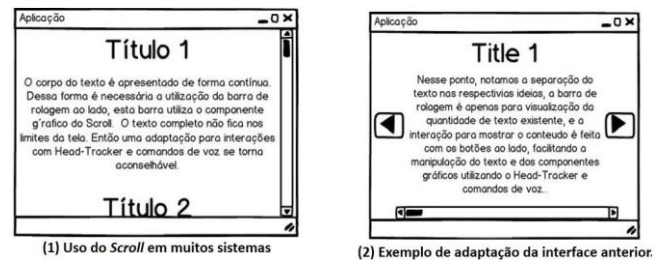 Aplicação
Título 1
O corpo do texto é apresentado de forma contínua.
Dessa forma é necessária a utilização da barra de
rolagem ao lado, esta barra utiliza o componente
g´rafico do Scroll. O texto completo não fica nos
limites da tela. Então uma adaptação para interações
com Head-Tracker e comandos de voz se torna
aconselhável.
Título 2
(1) Uso do Scroll em muitos sistemas
Aplicação
Title 1
Nesse ponto, notamos a separação do
texto nas respectivias ideias, a barra de
rolagem é apenas para visualização da
quantidade de texto existente, e a
interação para mostrar o conteudo é feita
com os botões ao lado, facilitando a
manipulação do texto e dos componentes
gráficos utilizando o Head-Tracker e
comandos de voz..
(2) Exemplo de adaptação da interface anterior.